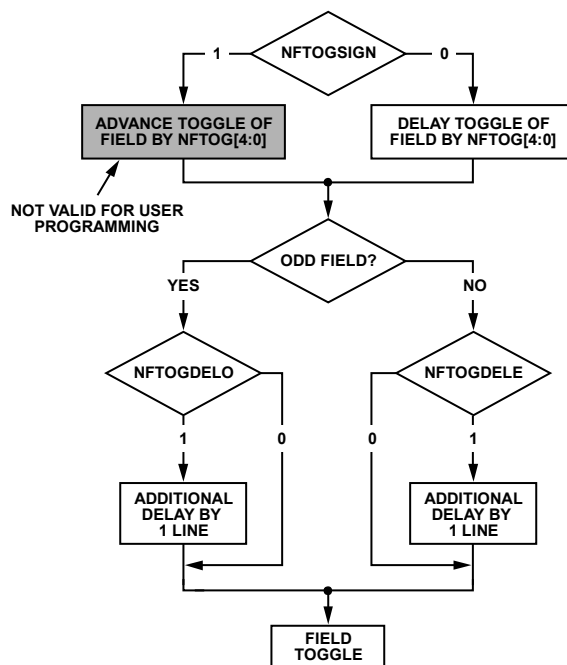 NFTOGSIGN
1
0
ADVANCE TOGGLE OF
FIELD BY NFTOG[4:0]
DELAY TOGGLE OF
FIELD BY NFTOG[4:0]
NOT VALID FOR USER
PROGRAMMING
ODD FIELD?
YES
NO
NFTOGDELO
NFTOGDELE
1
0
0
1
ADDITIONAL
DELAY BY
1 LINE
ADDITIONAL
DELAY BY
1 LINE
FIELD
TOGGLE